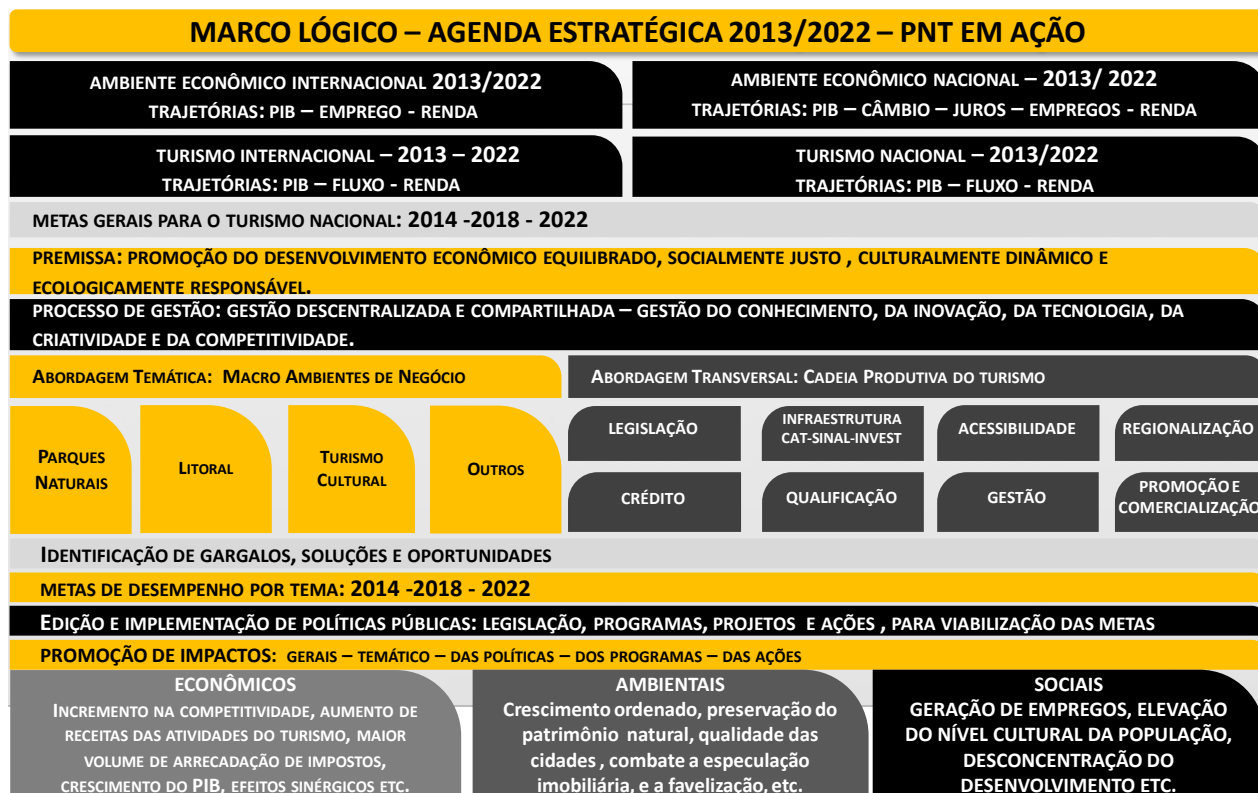 MARCO LÓGICO – AGENDA ESTRATÉGICA 2013/2022 – PNT EM AÇÃO
AMBIENTE ECONÔMICO INTERNACIONAL 2013/2022
TRAJETÓRIAS: PIB – EMPREGO - RENDA
AMBIENTE ECONÔMICO NACIONAL – 2013/ 2022
TRAJETÓRIAS: PIB – CÂMBIO – JUROS – EMPREGOS - RENDA
TURISMO INTERNACIONAL – 2013 – 2022
TRAJETÓRIAS: PIB – FLUXO - RENDA
TURISMO NACIONAL – 2013/2022
TRAJETÓRIAS: PIB – FLUXO - RENDA
METAS GERAIS PARA O TURISMO NACIONAL: 2014 -2018 - 2022
PREMISSA: PROMOÇÃO DO DESENVOLVIMENTO ECONÔMICO EQUILIBRADO, SOCIALMENTE JUSTO , CULTURALMENTE DINÂMICO E
ECOLOGICAMENTE RESPONSÁVEL.
PROCESSO DE GESTÃO: GESTÃO DESCENTRALIZADA E COMPARTILHADA – GESTÃO DO CONHECIMENTO, DA INOVAÇÃO, DA TECNOLOGIA, DA
CRIATIVIDADE E DA COMPETITIVIDADE.
ABORDAGEM TEMÁTICA: MACRO AMBIENTES DE NEGÓCIO
ABORDAGEM TRANSVERSAL: CADEIA PRODUTIVA DO TURISMO
PARQUES
NATURAIS
LITORAL
TURISMO
CULTURAL
OUTROS
LEGISLAÇÃO
INFRAESTRUTURA
CAT-SINAL-INVEST
ACESSIBILIDADE
REGIONALIZAÇÃO
CRÉDITO
QUALIFICAÇÃO
GESTÃO
PROMOÇÃO E
COMERCIALIZAÇÃO
IDENTIFICAÇÃO DE GARGALOS, SOLUÇÕES E OPORTUNIDADES
METAS DE DESEMPENHO POR TEMA: 2014 -2018 - 2022
EDIÇÃO E IMPLEMENTAÇÃO DE POLÍTICAS PÚBLICAS: LEGISLAÇÃO, PROGRAMAS, PROJETOS E AÇÕES , PARA VIABILIZAÇÃO DAS METAS
PROMOÇÃO DE IMPACTOS: GERAIS – TEMÁTICO – DAS POLÍTICAS – DOS PROGRAMAS – DAS AÇÕES
ECONÔMICOS
INCREMENTO NA COMPETITIVIDADE, AUMENTO DE
RECEITAS DAS ATIVIDADES DO TURISMO, MAIOR
VOLUME DE ARRECADAÇÃO DE IMPOSTOS,
CRESCIMENTO DO PIB, EFEITOS SINÉRGICOS ETC.
AMBIENTAIS
Crescimento ordenado, preservação do
patrimônio natural, qualidade das
cidades , combate a especulação
imobiliária, e a favelização, etc.
SOCIAIS
GERAÇÃO DE EMPREGOS, ELEVAÇÃO
DO NÍVEL CULTURAL DA POPULAÇÃO,
DESCONCENTRAÇÃO DO
DESENVOLVIMENTO ETC.